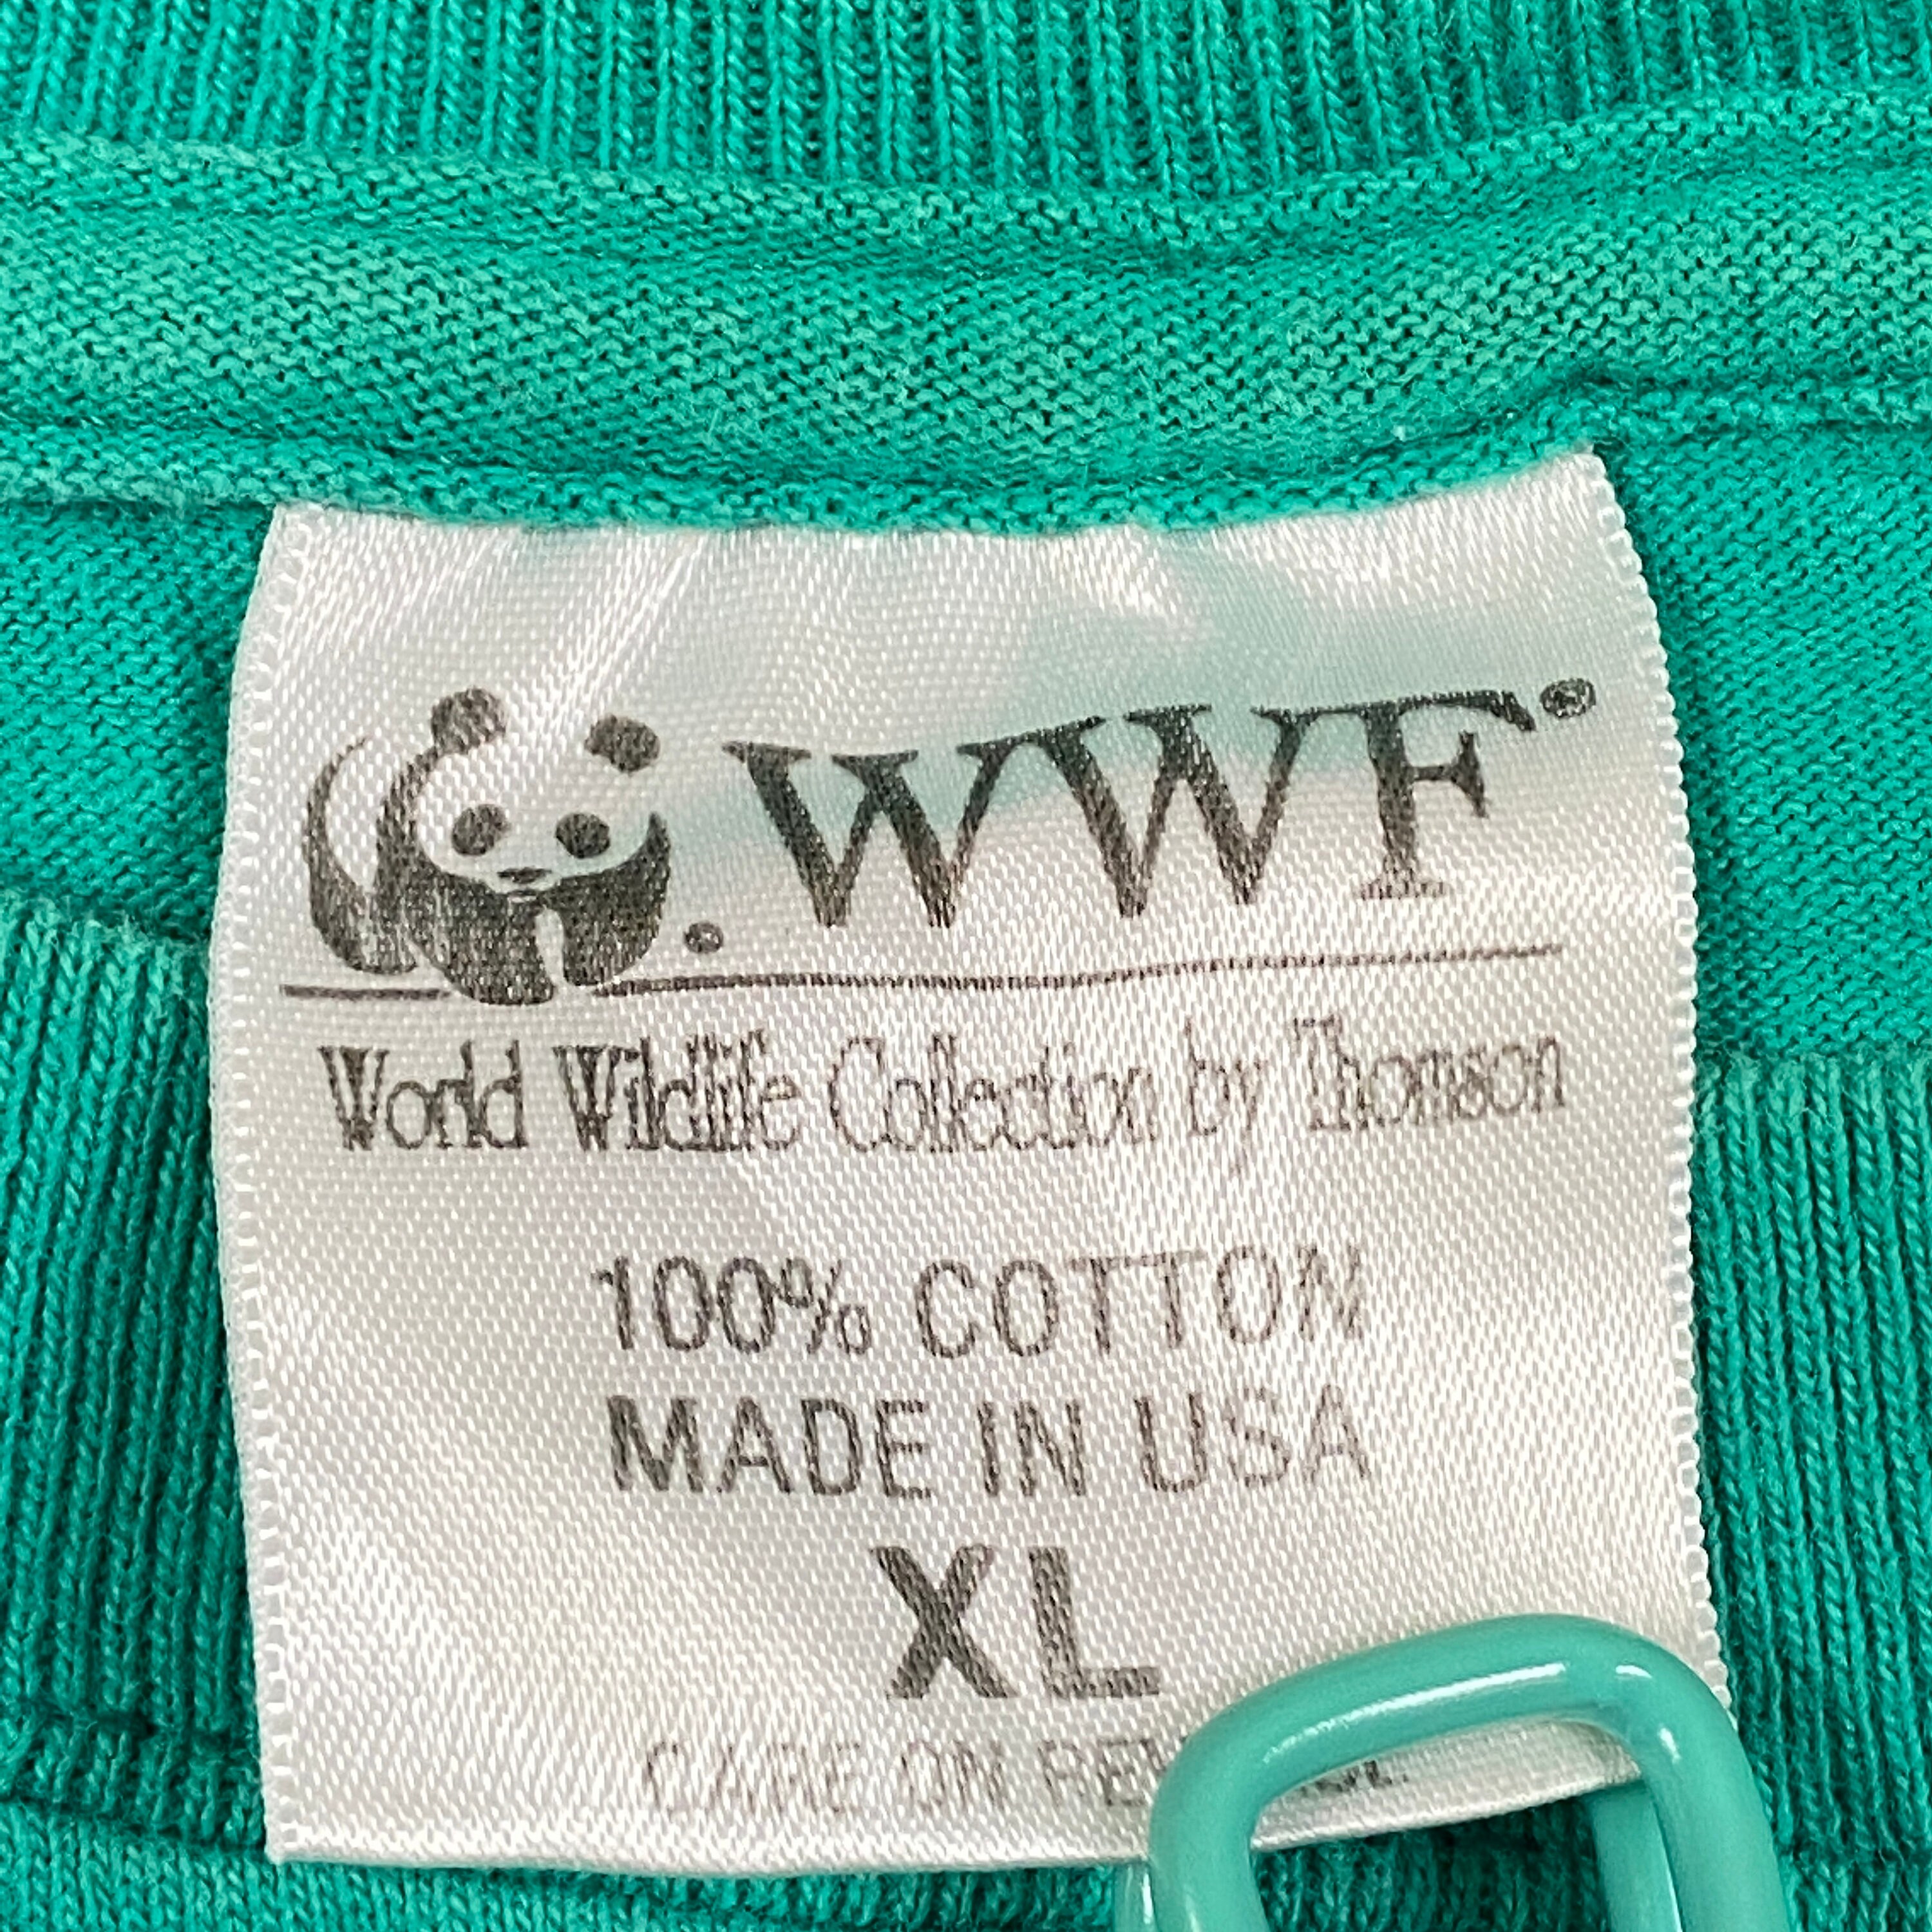 ® WWF®
World Wildlife Collection by Thomson
100% COTTON
MADE IN USA
XL
CARE ON